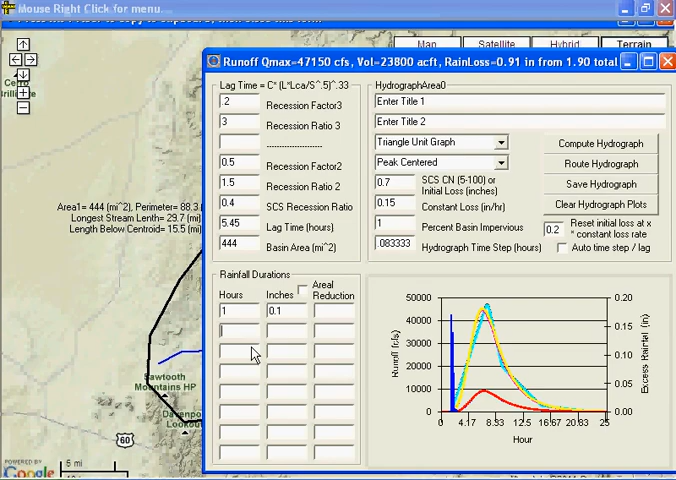 Mouse Right Click for menu....
Map
Satellite
Hybrid
Terrain
Runoff Qmax=47150 cfs, Vol=23800 acft, RainLoss=0.91 in from 1.90 total
Lag Time = C* (L*Lca/S^.5)^.33
.2 Recession Factor3
3 Recession Ratio 3
---------------------
0.5 Recession Factor2
1.5 Recession Ratio 2
0.4 SCS Recession Ratio
5.45 Lag Time (hours)
444 Basin Area (mi^2)
HydrographArea0
Enter Title 1
Enter Title 2
Triangle Unit Graph
Peak Centered
0.7 SCS CN (5-100) or Initial Loss (inches)
0.15 Constant Loss (in/hr)
1 Percent Basin Impervious
.083333 Hydrograph Time Step (hours)
Compute Hydrograph
Route Hydrograph
Save Hydrograph
Clear Hydrograph Plots
0.2 Reset initial loss at x
* constant loss rate
Auto time step / lag
Area1= 444 (mi^2), Perimeter= 88.3
Longest Stream Lenth= 29.7 (mi)
Length Below Centroid= 15.5 (mi)
Rainfall Durations
Hours
Inches
Areal
Reduction
1 0.1
Runoff (cfs)
50000
40000
30000
20000
10000
0
0.20
0.15
0.10
0.05
0.00
0 4.17 8.33 12.5 16.67 20.83 25
Hour
Sawtooth
Mountains HP
Lookout
60
POWERED BY
Google
5 mi